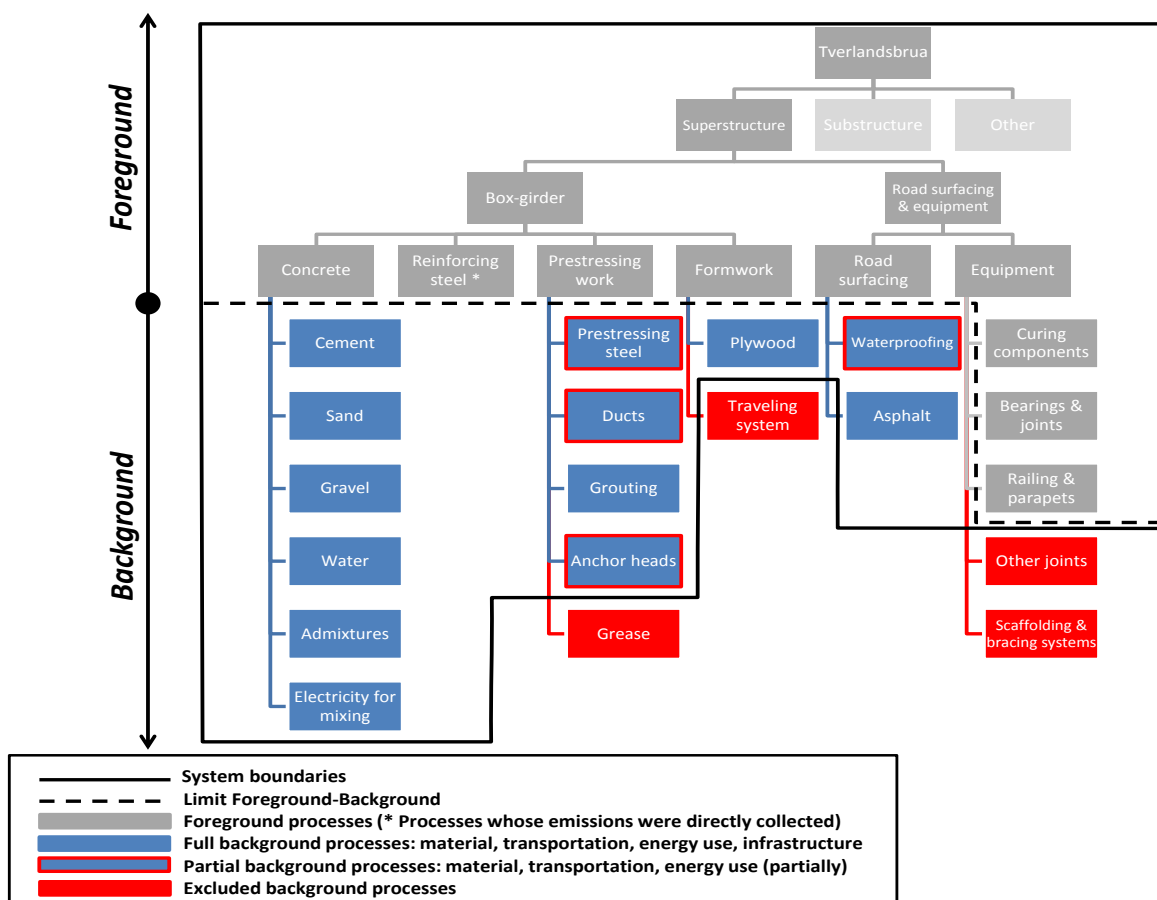 Tverlandsbrua
Superstructure
Substructure
Other
Box-girder
Road surfacing
& equipment
Concrete
Reinforcing
steel *
Prestressing
work
Formwork
Road
surfacing
Equipment
Foreground
Background
Cement
Sand
Gravel
Water
Admixtures
Electricity for
mixing
Prestressing
steel
Ducts
Grouting
Anchor heads
Grease
Plywood
Traveling
system
Waterproofing
Asphalt
Curing
components
Bearings &
joints
Railing &
parapets
Other joints
Scaffolding &
bracing systems
System boundaries
Limit Foreground-Background
Foreground processes (* Processes whose emissions were directly collected)
Full background processes: material, transportation, energy use, infrastructure
Partial background processes: material, transportation, energy use (partially)
Excluded background processes